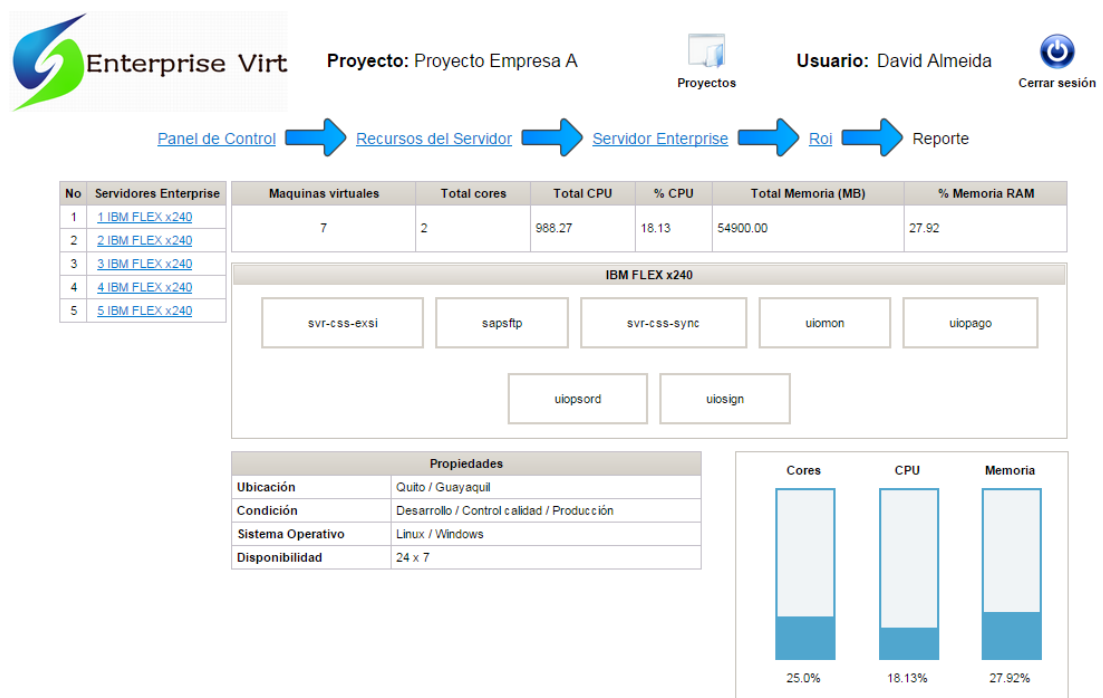 Enterprise Virt
Proyecto: Proyecto Empresa A
Proyectos
Usuario: David Almeida
Cerrar sesión
Panel de Control Recursos del Servidor Servidor Enterprise Roi Reporte
No Servidores Enterprise
1 1 IBM FLEX x240
2 2 IBM FLEX x240
3 3 IBM FLEX x240
4 4 IBM FLEX x240
5 5 IBM FLEX x240
Maquinas virtuales Total cores Total CPU % CPU Total Memoria (MB) % Memoria RAM
7 2 988.27 18.13 54900.00 27.92
IBM FLEX x240
svr-css-exsi sapsftp svr-css-sync uiomon uiopago
uiopsord uiosign
Propiedades
Ubicación Quito / Guayaquil
Condición Desarrollo / Control calidad / Producción
Sistema Operativo Linux / Windows
Disponibilidad 24 x 7
Cores CPU Memoria
25.0% 18.13% 27.92%